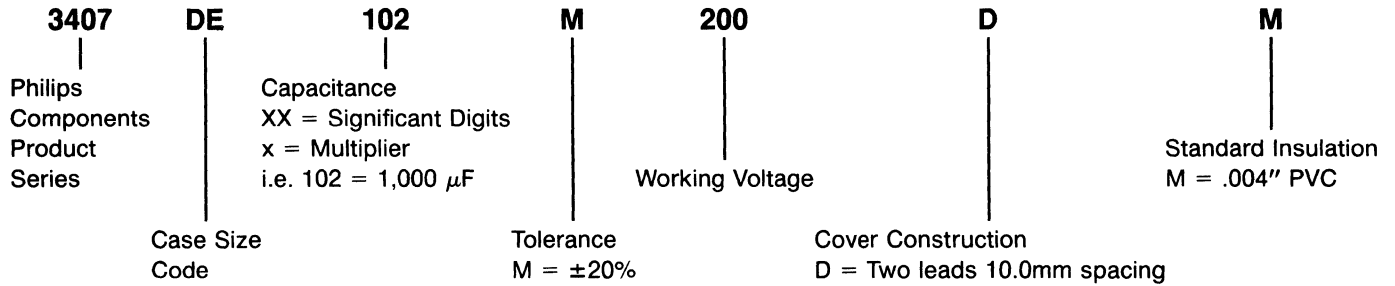 3407 DE 102 M 200 D M
Philips
Components
Product
Series
Capacitance
XX = Significant Digits
x = Multiplier
i.e. 102 = 1,000 μF
Working Voltage
Standard Insulation
M = .004″ PVC
Case Size
Code
Tolerance
M = ±20%
Cover Construction
D = Two leads 10.0mm spacing